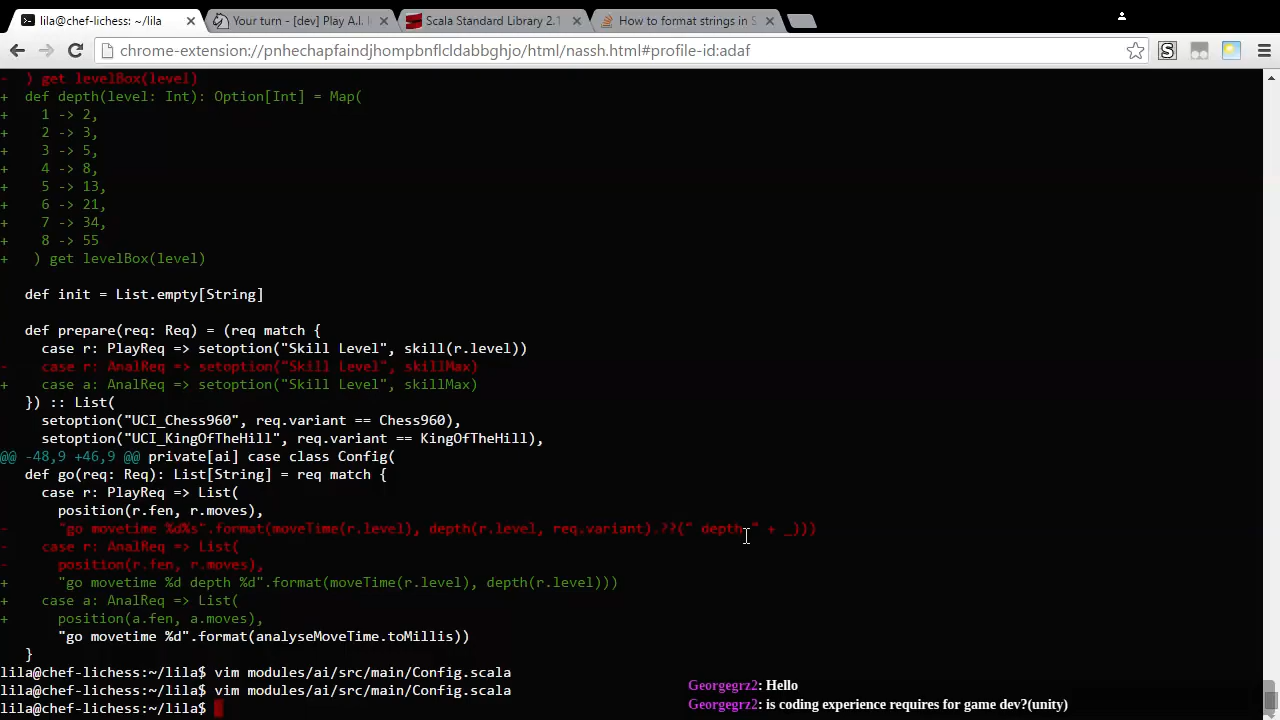 lila@chef-lichess: ~/lila
Your turn - [dev] Play A.I. l
Scala Standard Library 2.1
How to format strings in S
chrome-extension://pnhechapfaindjhompbnflcldabbghjo/html/nassh.html#profile-id:adaf
-  ) get levelBox(level)
+  def depth(level: Int): Option[Int] = Map(
+    1 -> 2,
+    2 -> 3,
+    3 -> 5,
+    4 -> 8,
+    5 -> 13,
+    6 -> 21,
+    7 -> 34,
+    8 -> 55
+   ) get levelBox(level)
def init = List.empty[String]
def prepare(req: Req) = (req match {
case r: PlayReq => setoption("Skill Level", skill(r.level))
-    case r: AnalReq => setoption("Skill Level", skillMax)
+    case a: AnalReq => setoption("Skill Level", skillMax)
}) :: List(
setoption("UCI_Chess960", req.variant == Chess960),
setoption("UCI_KingOfTheHill", req.variant == KingOfTheHill),
@@ -48,9 +46,9 @@ private[ai] case class Config(
def go(req: Req): List[String] = req match {
case r: PlayReq => List(
position(r.fen, r.moves),
-      "go movetime %d%s".format(moveTime(r.level), depth(r.level, req.variant).??(" depth " + _)))
-    case r: AnalReq => List(
-      position(r.fen, r.moves),
+      "go movetime %d depth %d".format(moveTime(r.level), depth(r.level)))
+    case a: AnalReq => List(
+      position(a.fen, a.moves),
"go movetime %d".format(analyseMoveTime.toMillis))
}
lila@chef-lichess:~/lila$ vim modules/ai/src/main/Config.scala
lila@chef-lichess:~/lila$ vim modules/ai/src/main/Config.scala
lila@chef-lichess:~/lila$
Georgegrz2: Hello
Georgegrz2: is coding experience requires for game dev?(unity)